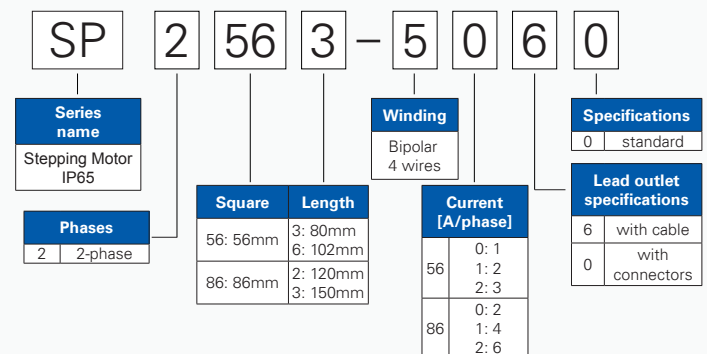 SP 2 56 3 – 5 0 6 0
Series
name
Stepping Motor
IP65
Phases
2 2-phase
Square Length
56: 56mm
3: 80mm
6: 102mm
86: 86mm
2: 120mm
3: 150mm
Winding
Bipolar
4 wires
Current
[A/phase]
56
0: 1
1: 2
2: 3
86
0: 2
1: 4
2: 6
Specifications
0 standard
Lead outlet
specifications
6 with cable
0
with
connectors